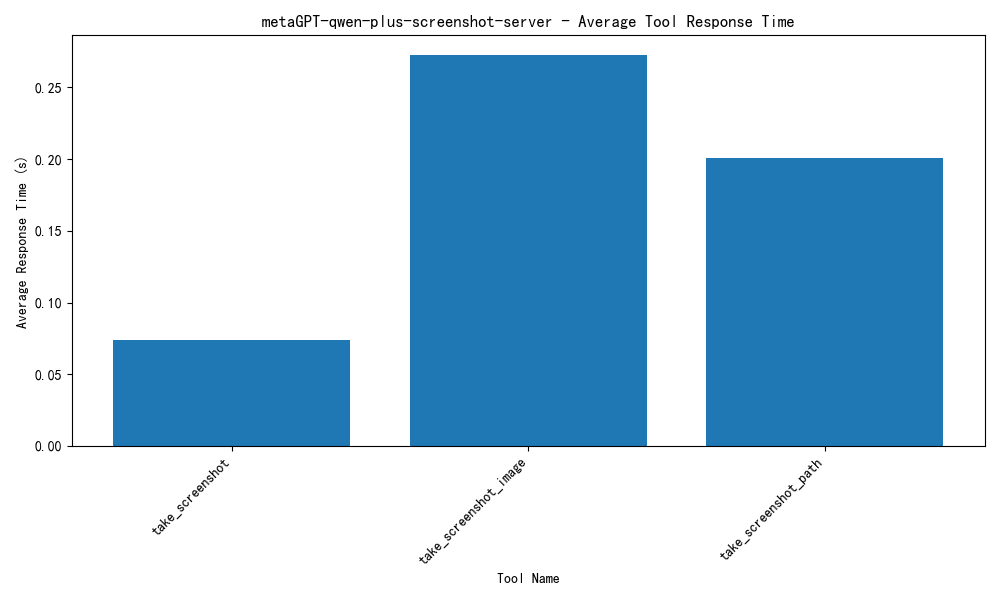 metaGPT-qwen-plus-screenshot-server - Average Tool Response Time
Average Response Time (s)
0.25
0.20
0.15
0.10
0.05
0.00
take_screenshot
take_screenshot_image
take_screenshot_path
Tool Name